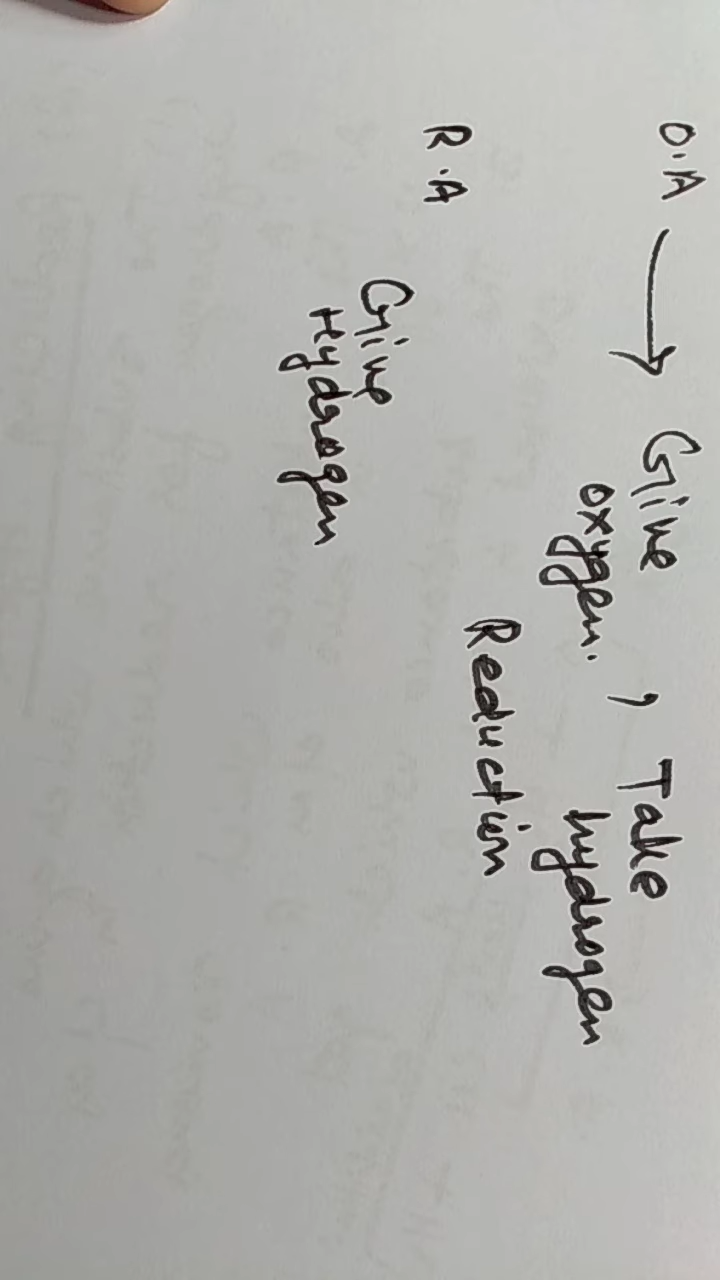 O.A → Give , Take
oxygen. hydrogen
Reduction
R.A
Give
Hydrogen